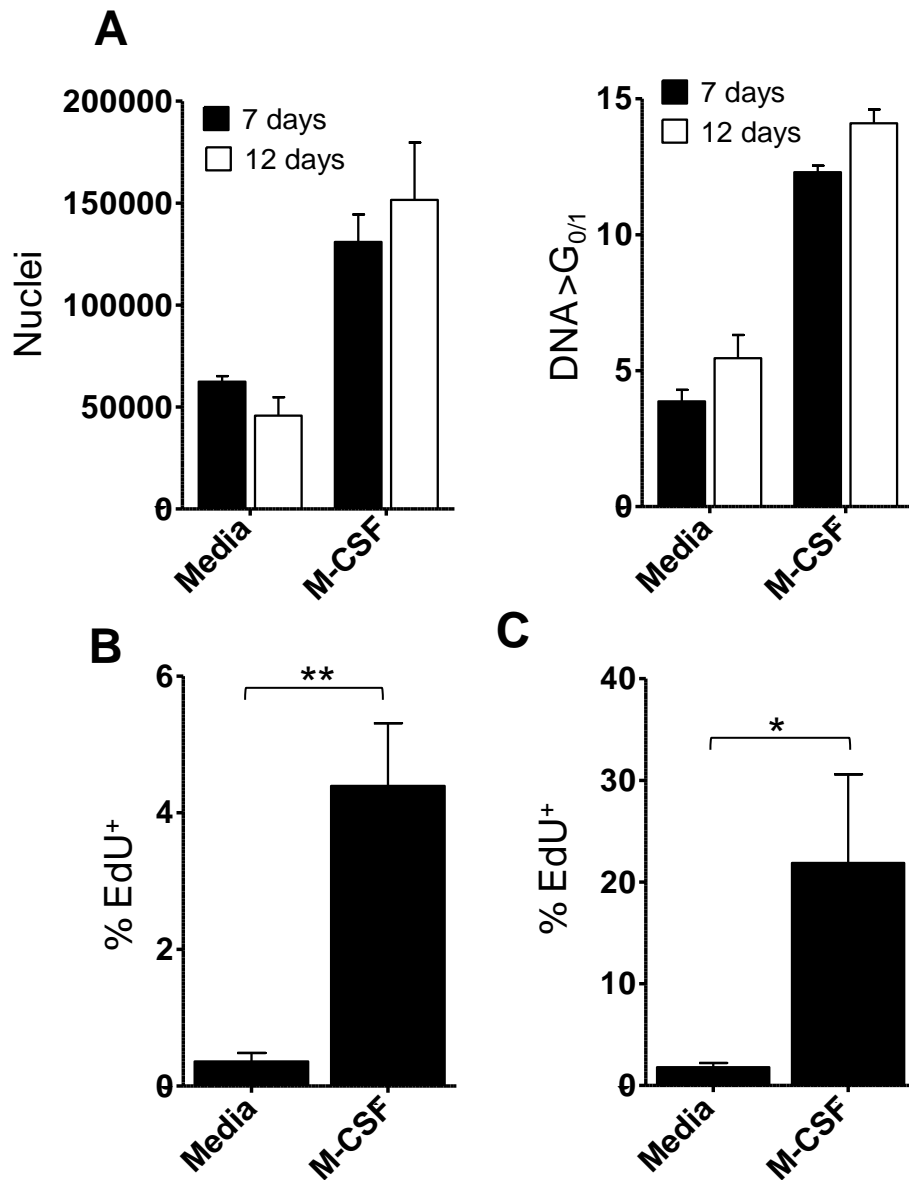 A
200000
150000
100000
50000
0
Nuclei
7 days
12 days
Media
M-CSF
15
10
5
0
DNA>G0/1
7 days
12 days
Media
M-CSF
B
6
4
2
0
% EdU+
**
Media
M-CSF
C
40
30
20
10
0
% EdU+
*
Media
M-CSF